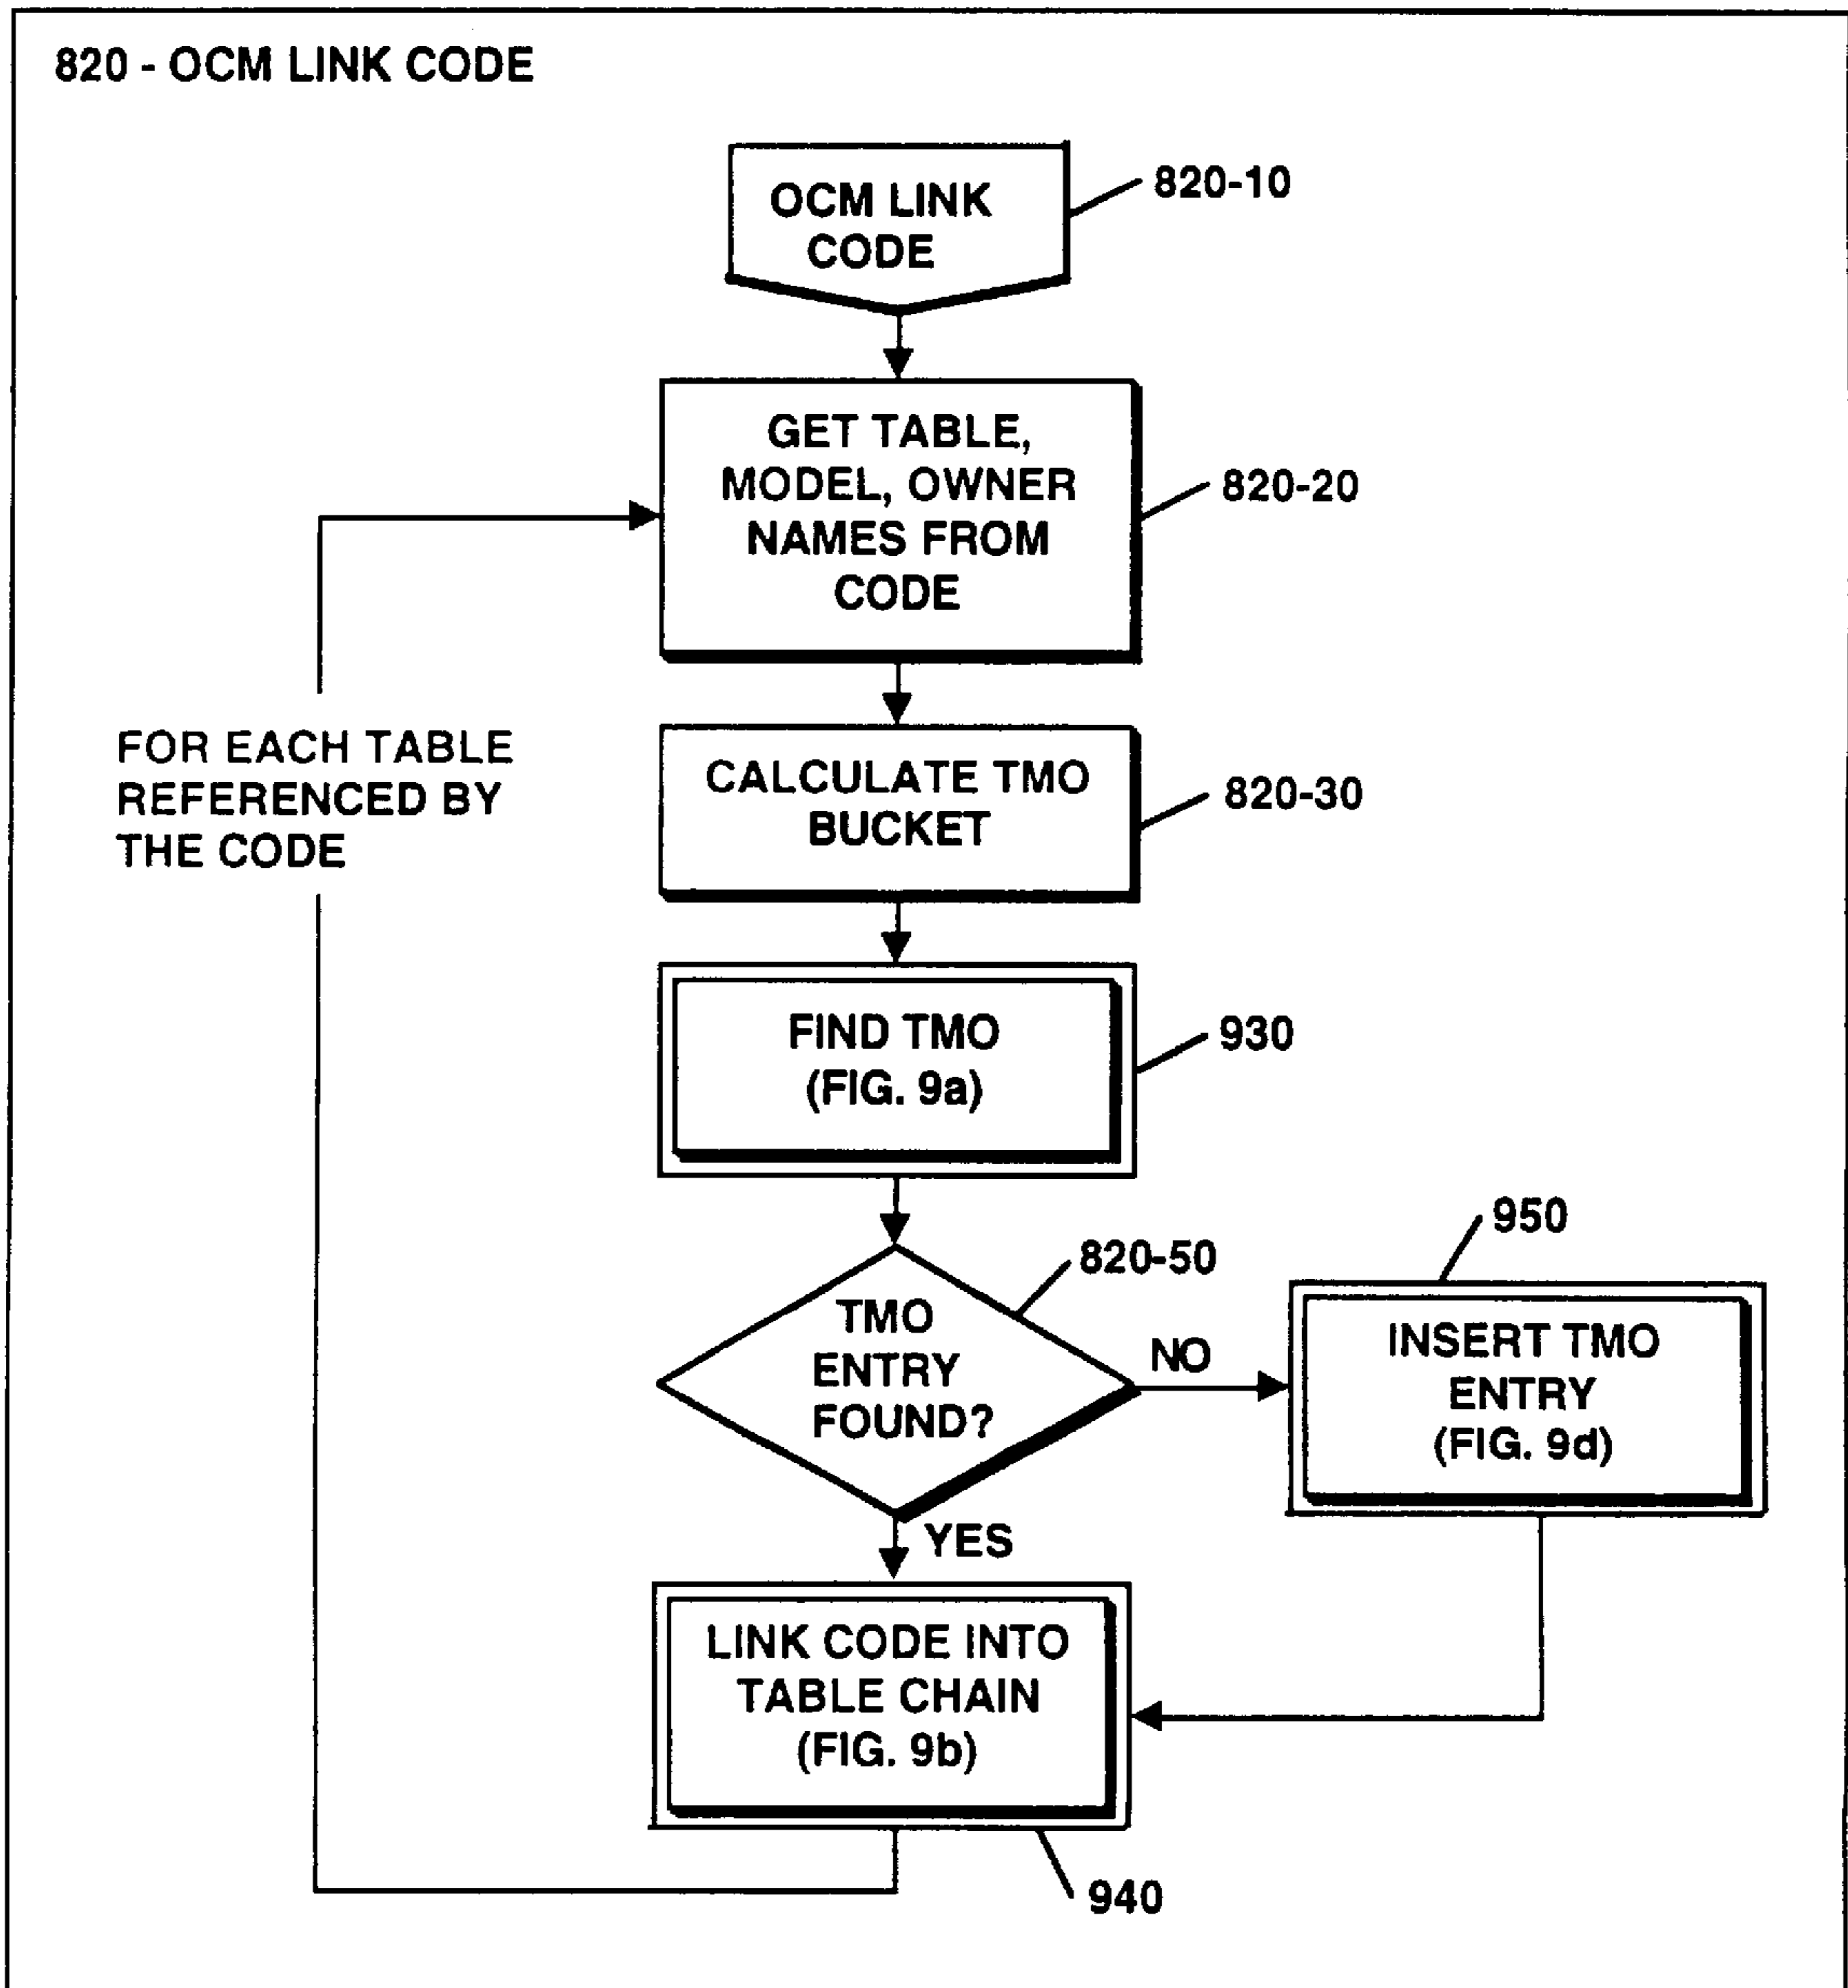 820 - OCM LINK CODE
OCM LINK
CODE
820-10
GET TABLE,
MODEL, OWNER
NAMES FROM
CODE
820-20
FOR EACH TABLE
REFERENCED BY
THE CODE
CALCULATE TMO
BUCKET
820-30
FIND TMO
(FIG. 9a)
930
820-50
TMO
ENTRY
FOUND?
NO
950
INSERT TMO
ENTRY
(FIG. 9d)
YES
LINK CODE INTO
TABLE CHAIN
(FIG. 9b)
940